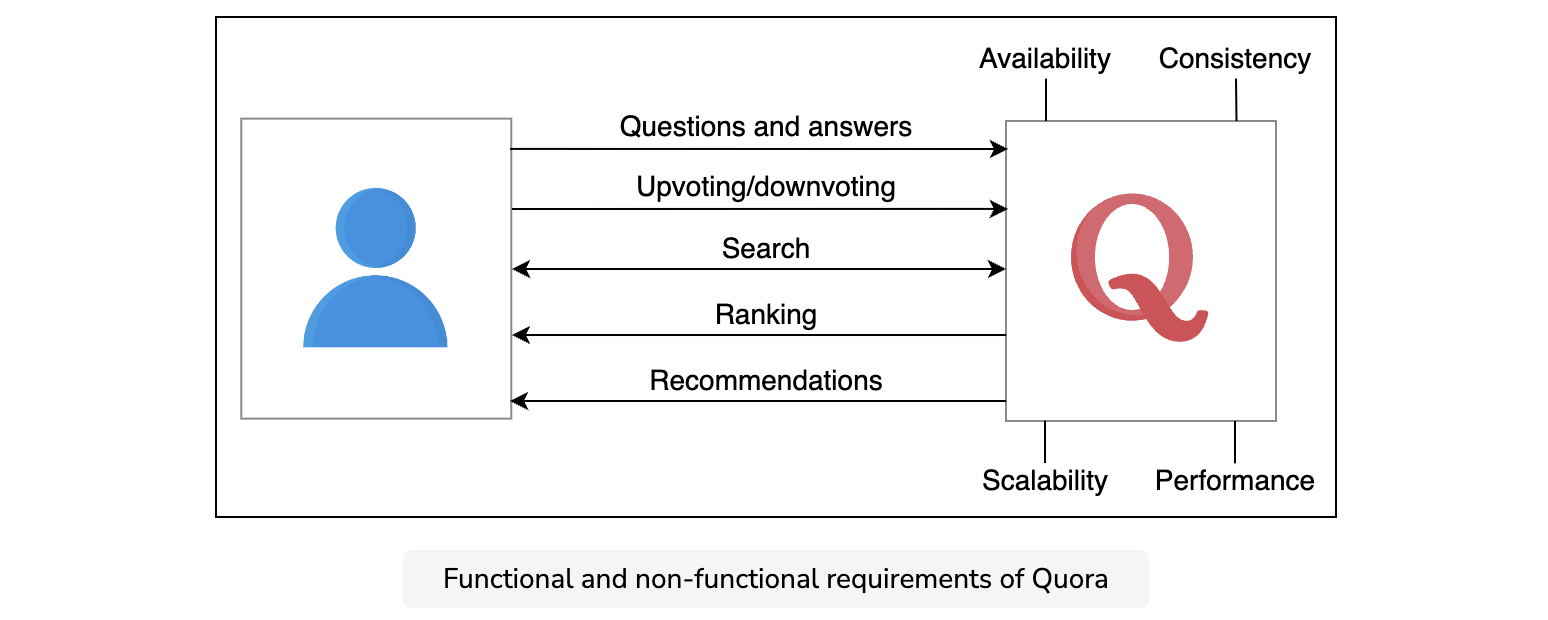 Availability
Consistency
Questions and answers
Upvoting/downvoting
Search
Ranking
Recommendations
Q
Scalability
Performance
Functional and non-functional requirements of Quora